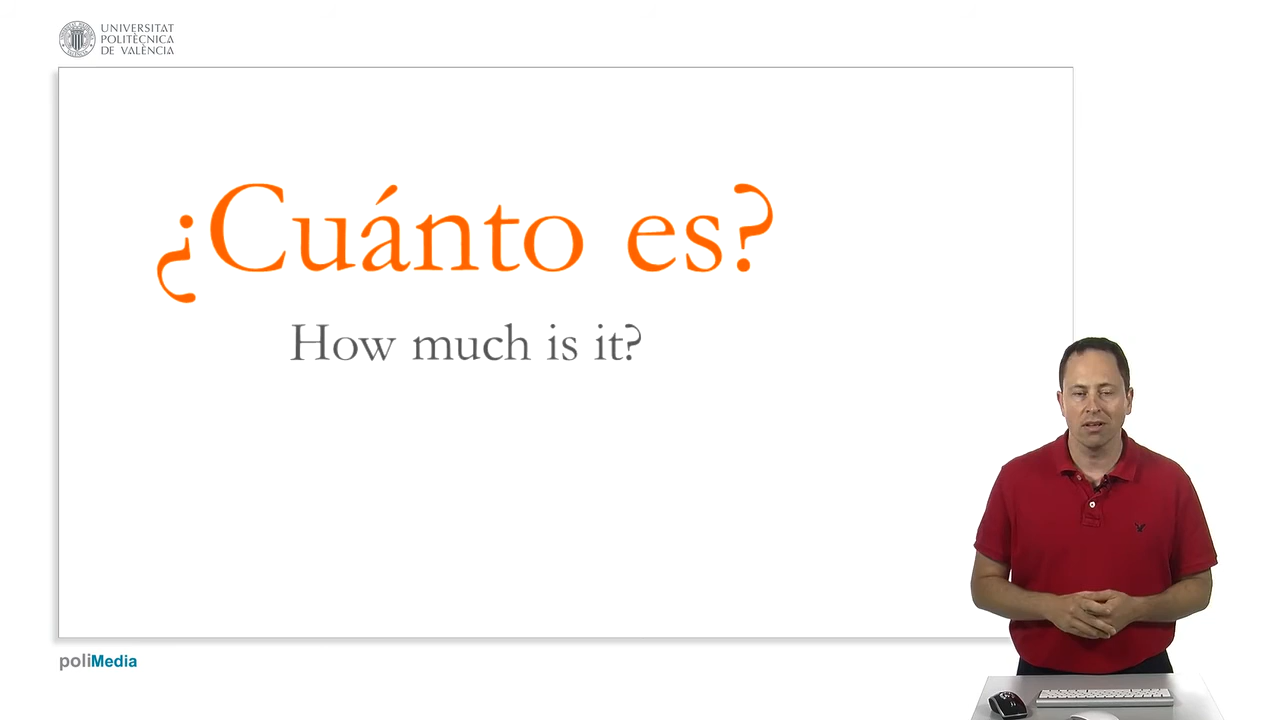 UNIVERSITAT
POLITÈCNICA
DE VALÈNCIA
¿Cuánto es?
How much is it?
poliMedia